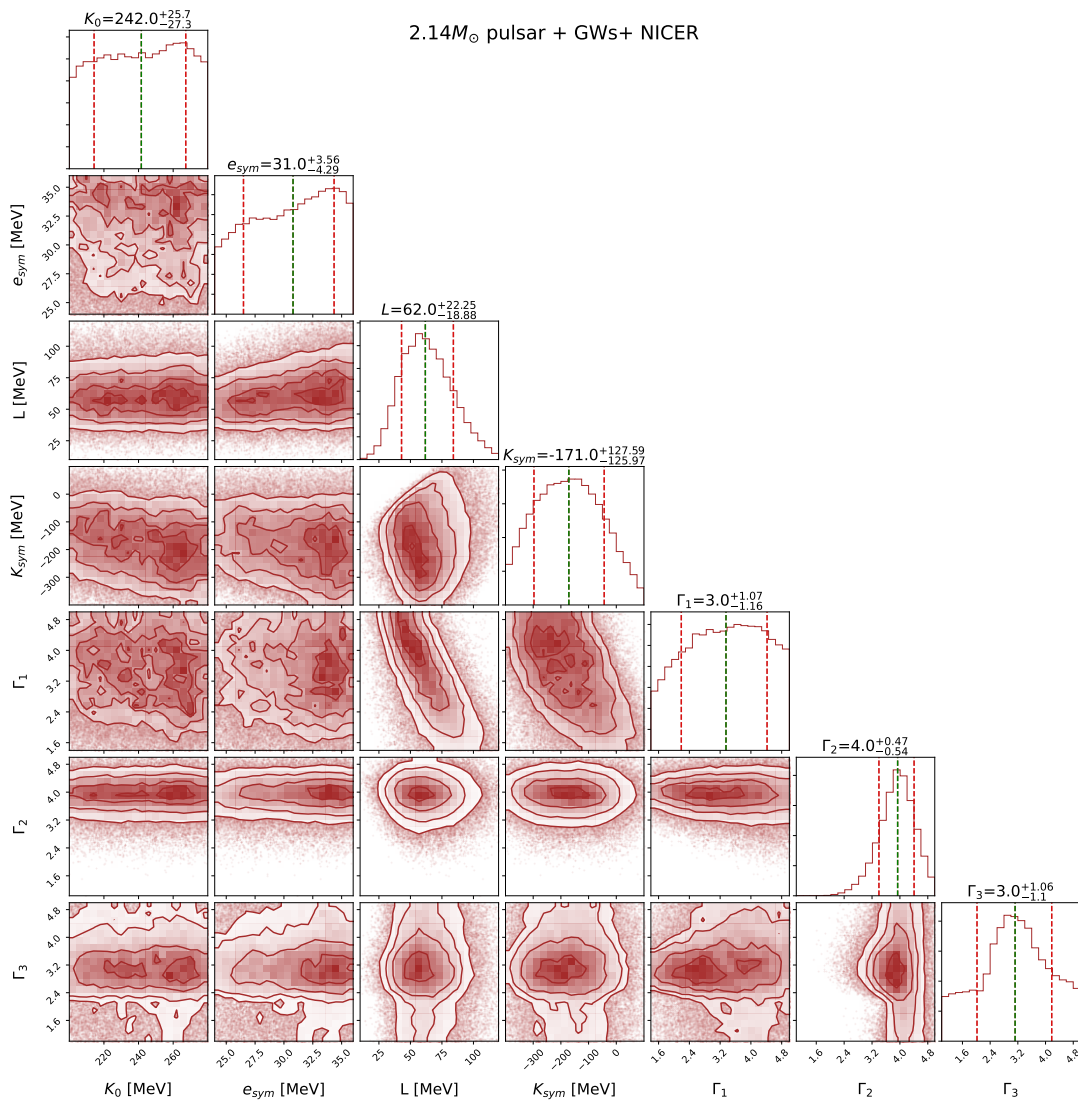 2.14M⊙ pulsar + GWs+ NICER
K₀=242.0+25.7−27.3
e_sym=31.0+3.56−4.29
35.0
32.5
30.0
27.5
25.0
e_sym [MeV]
L=62.0+22.25−18.88
100
75
50
25
L [MeV]
K_sym=-171.0+127.59−125.97
0
−100
−200
−300
K_sym [MeV]
Γ₁=3.0+1.07−1.16
4.8
4.0
3.2
2.4
1.6
Γ₁
Γ₂=4.0+0.47−0.54
4.8
4.0
3.2
2.4
1.6
Γ₂
Γ₃=3.0+1.06−1.1
4.8
4.0
3.2
2.4
1.6
Γ₃
220 240 260
25.0 27.5 30.0 32.5 35.0
25 50 75 100
−300 −200 −100 0
1.6 2.4 3.2 4.0 4.8
1.6 2.4 3.2 4.0 4.8
1.6 2.4 3.2 4.0 4.8
K₀ [MeV]
e_sym [MeV]
L [MeV]
K_sym [MeV]
Γ₁
Γ₂
Γ₃